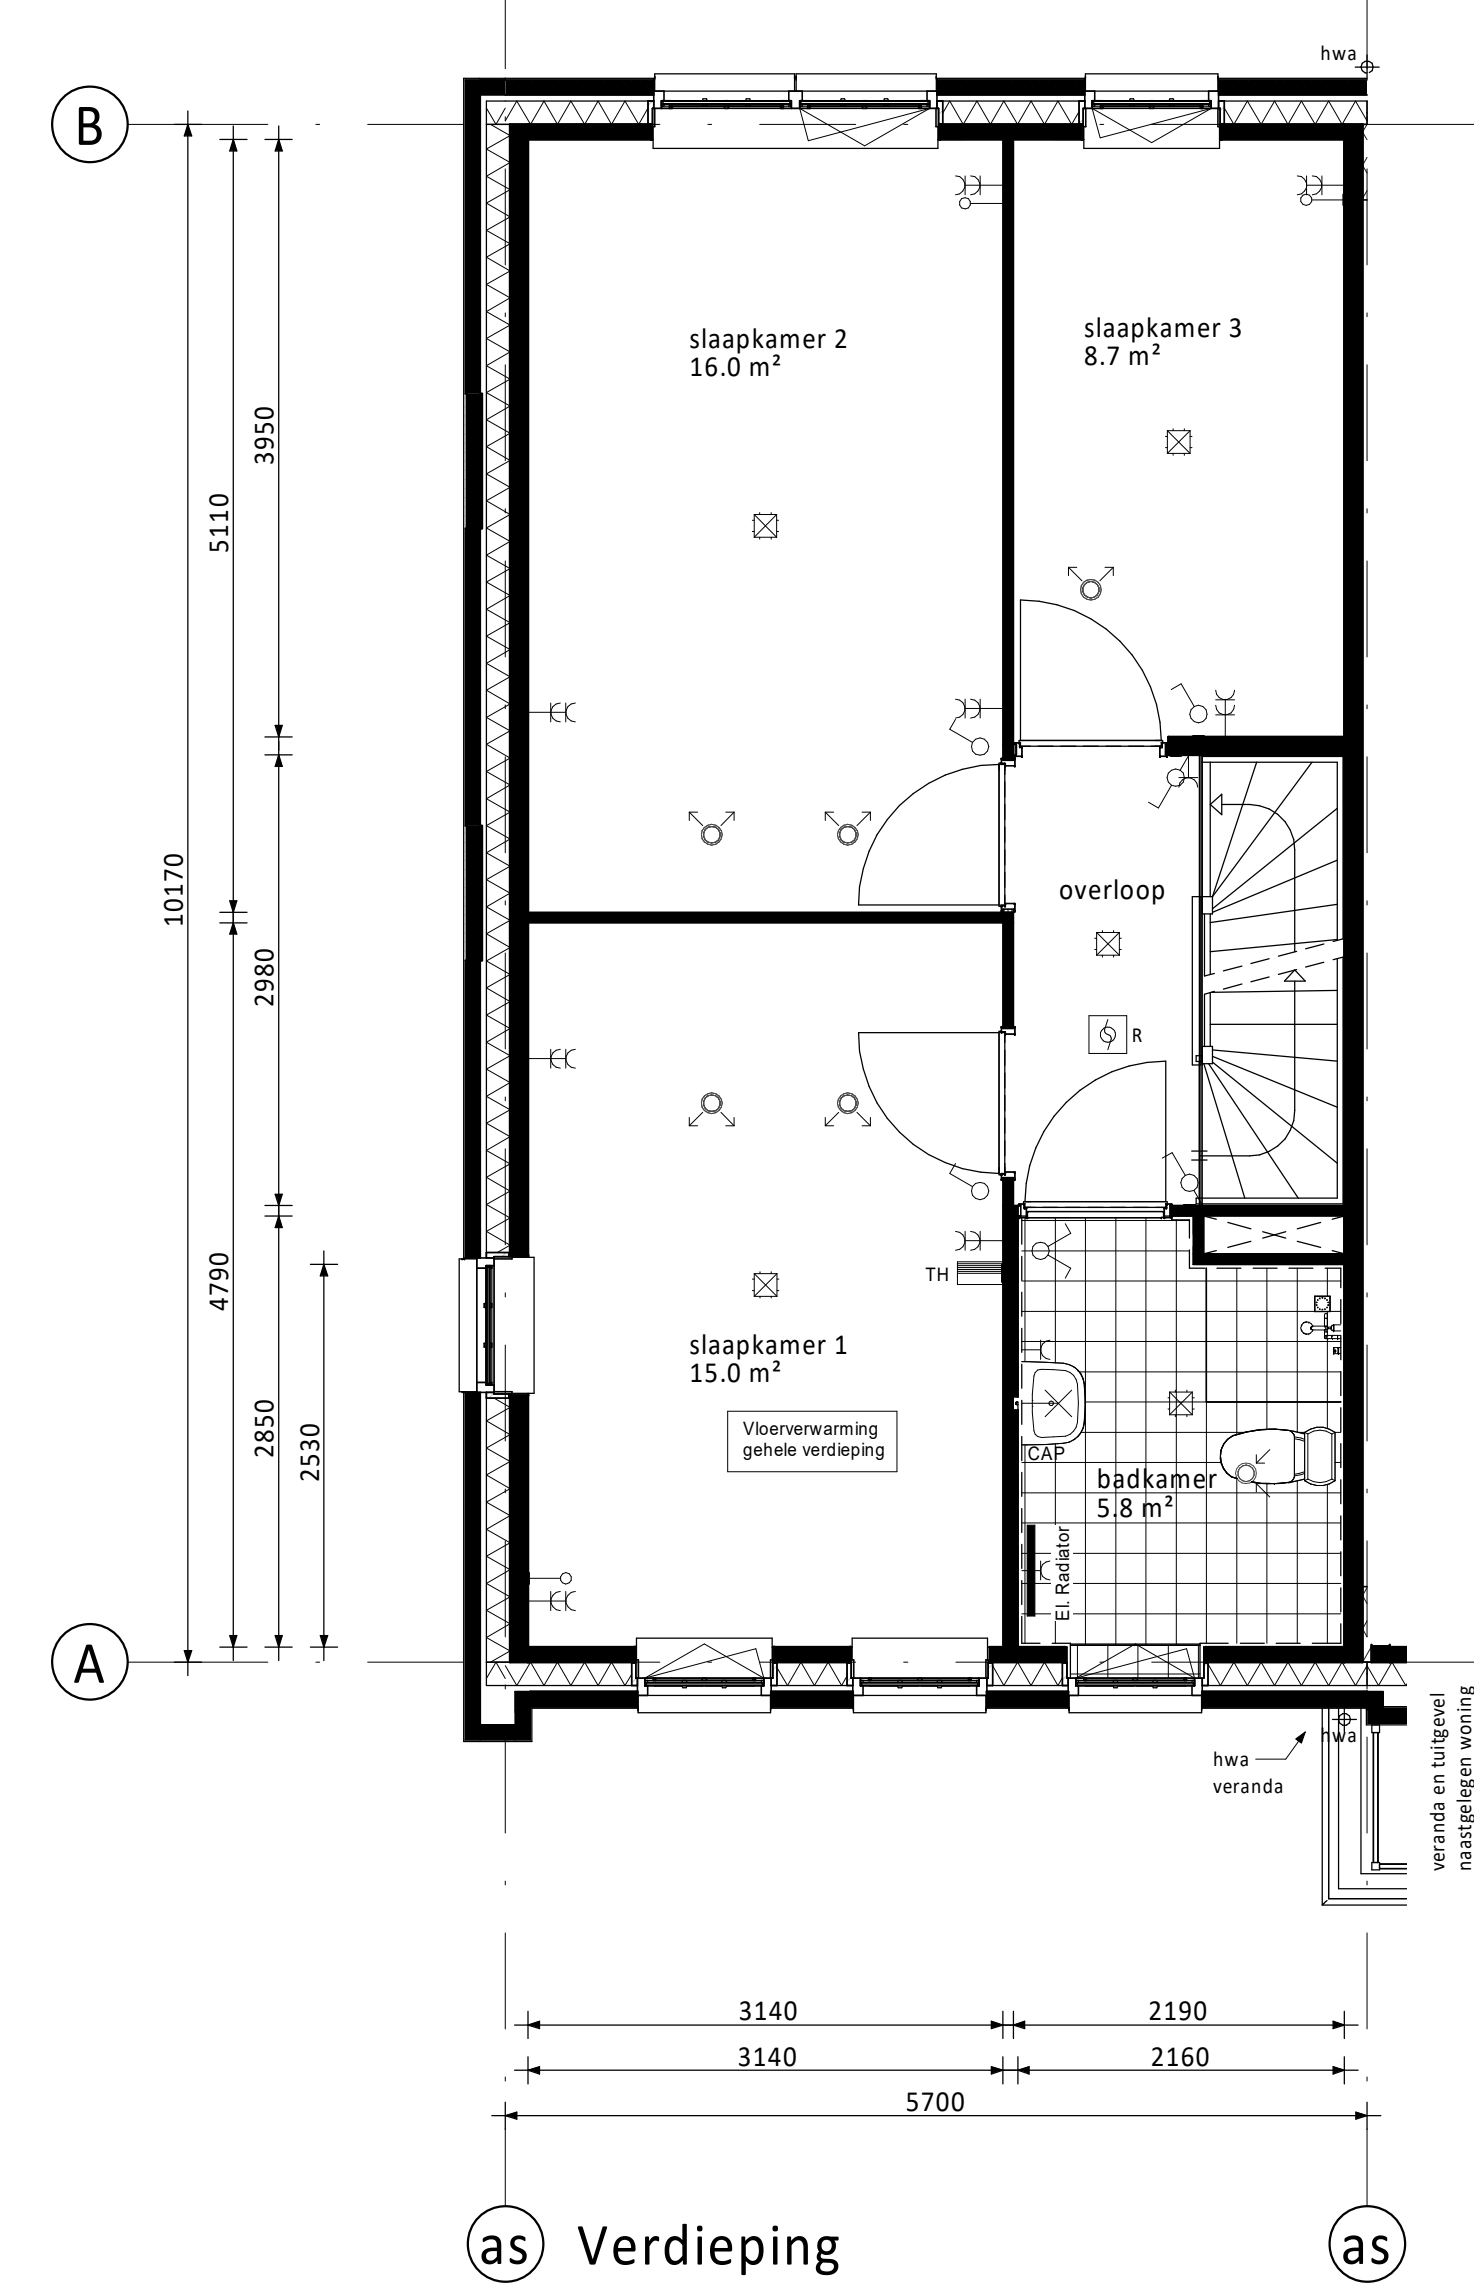 hwa
B
slaapkamer 2
16.0 m²
slaapkamer 3
8.7 m²
3950
5110
10170
overloop
2980
R
4790
TH
slaapkamer 1
15.0 m²
Vloerverwarming
gehele verdieping
2850
2530
CAP
badkamer
5.8 m²
El. Radiator
A
hwa
hwa
veranda
veranda en tuitgevel
naastgelegen woning
3140
2190
3140
2160
5700
as
Verdieping
as